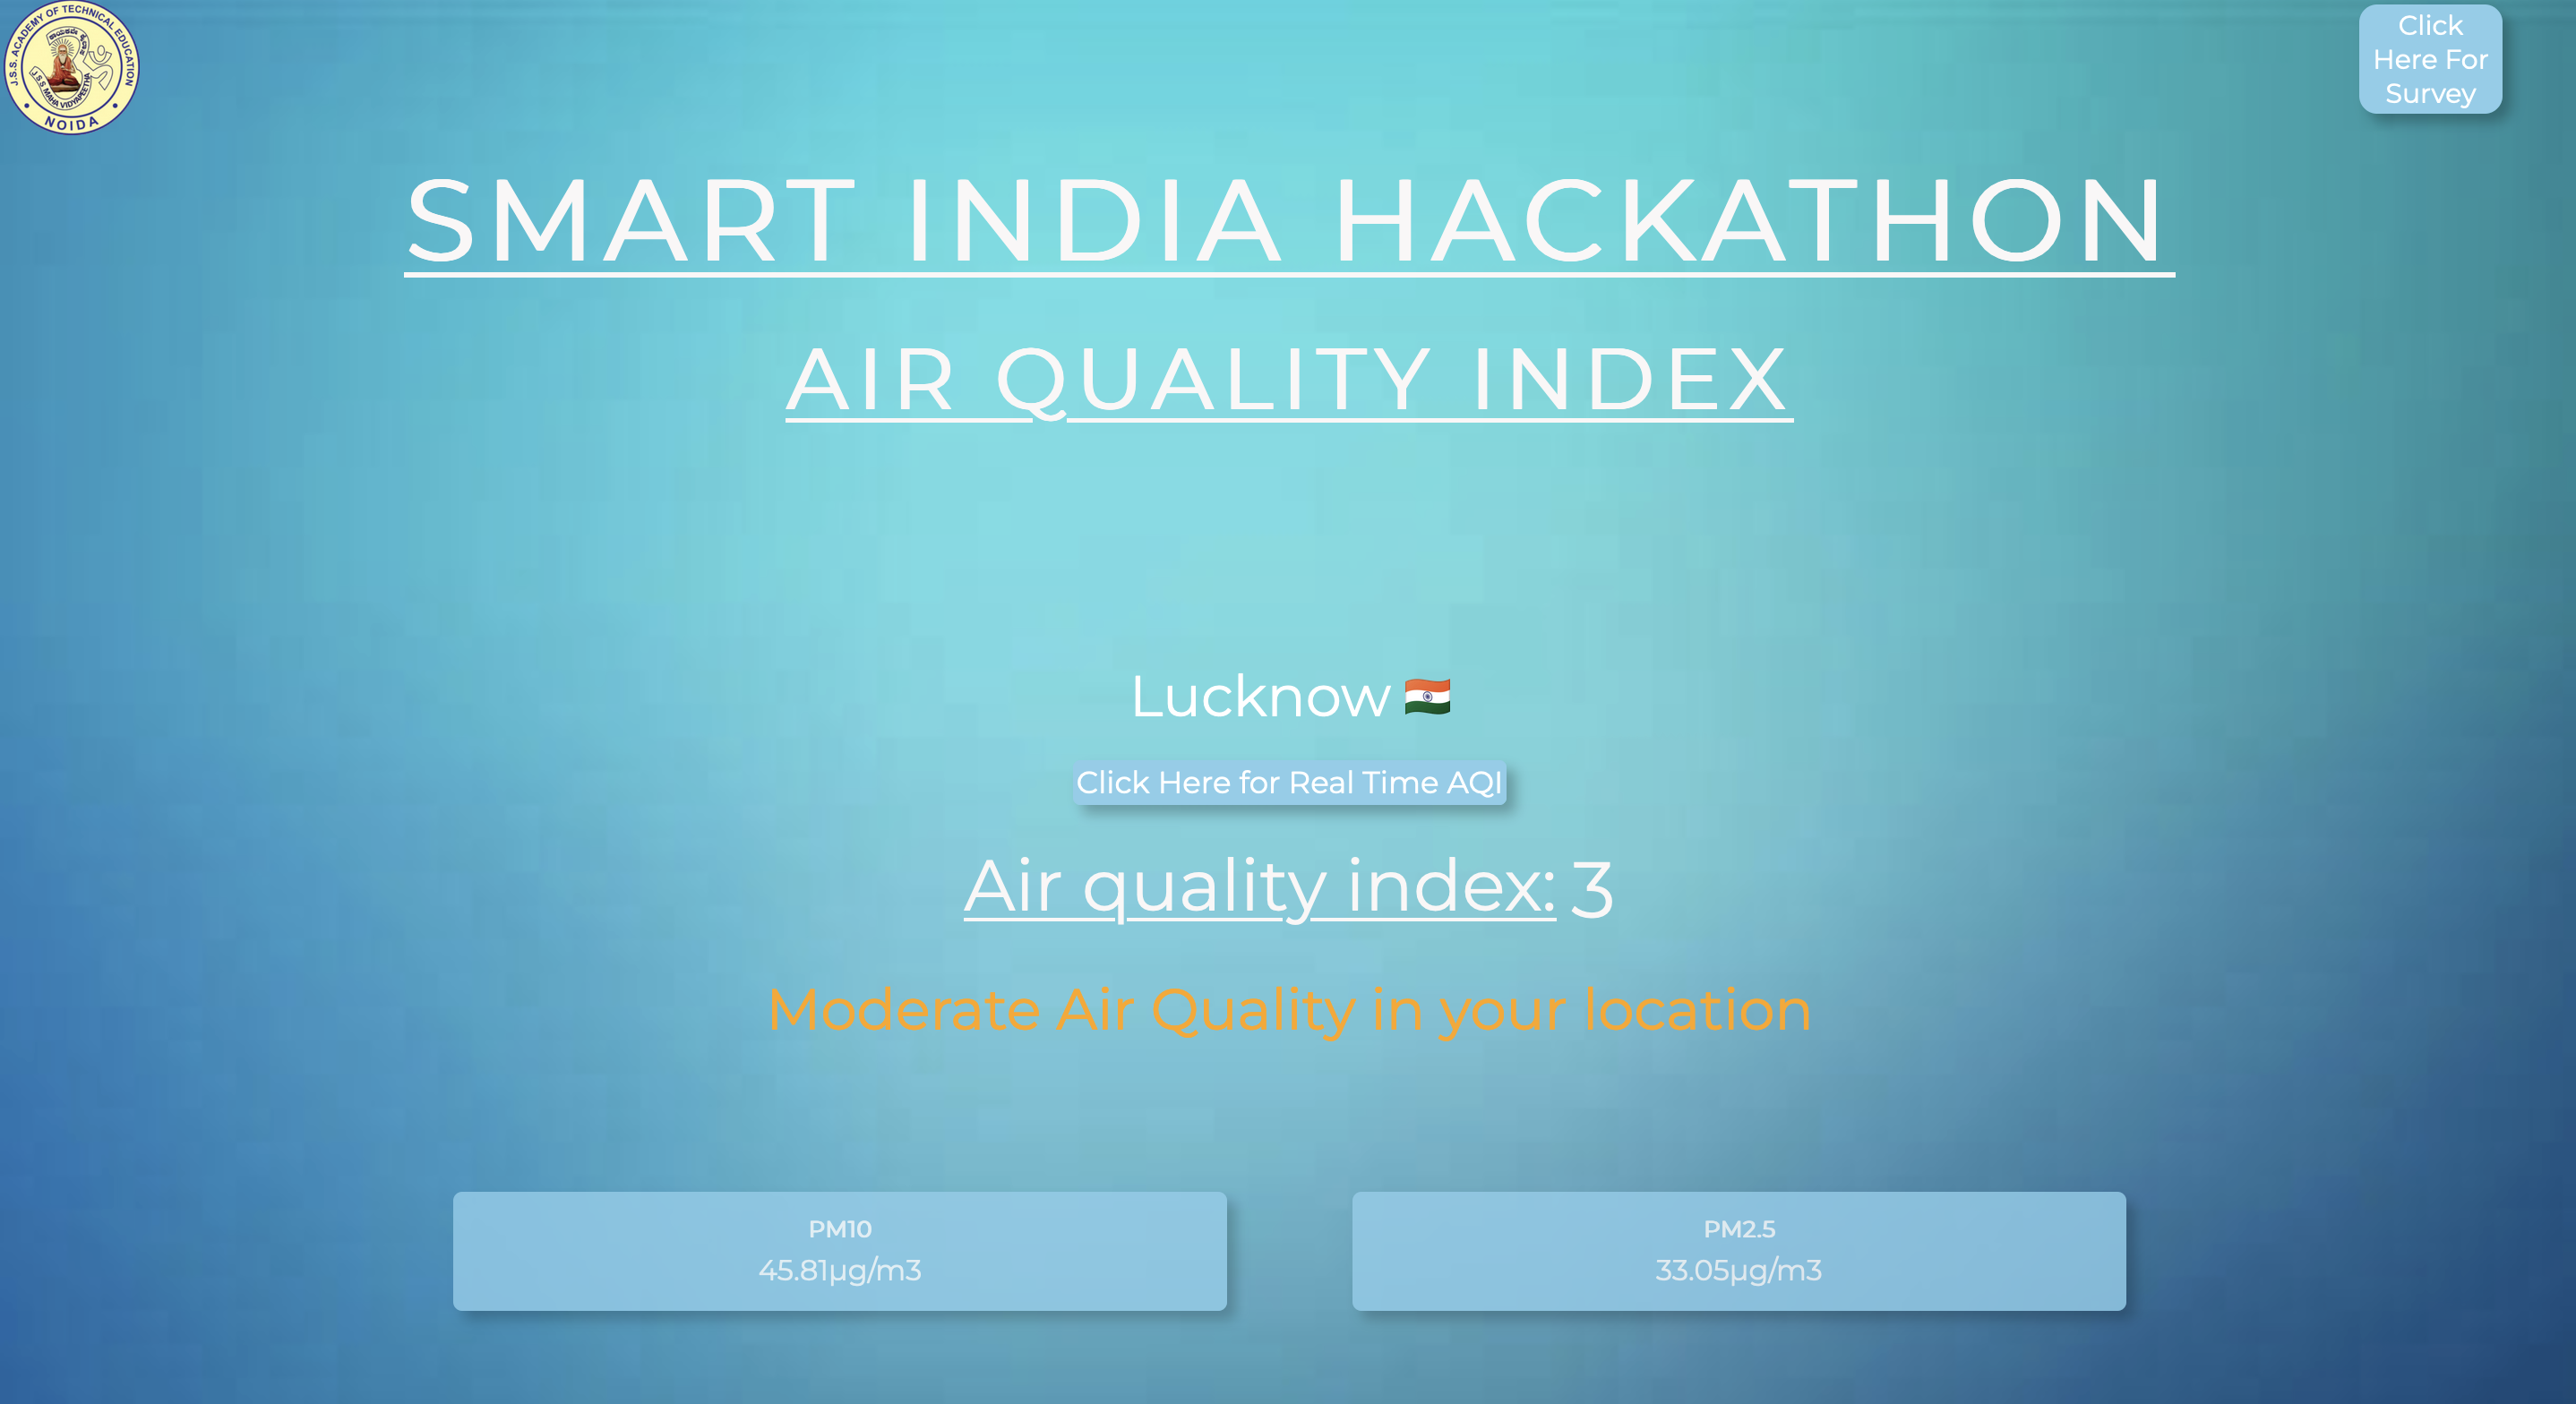 J.S.S. ACADEMY OF TECHNICAL EDUCATION
J.S.S MAHA VIDYAPEETHA
NOIDA
Click
Here For
Survey
SMART INDIA HACKATHON
AIR QUALITY INDEX
Lucknow
Click Here for Real Time AQI
Air quality index: 3
Moderate Air Quality in your location
PM10
45.81µg/m3
PM2.5
33.05µg/m3